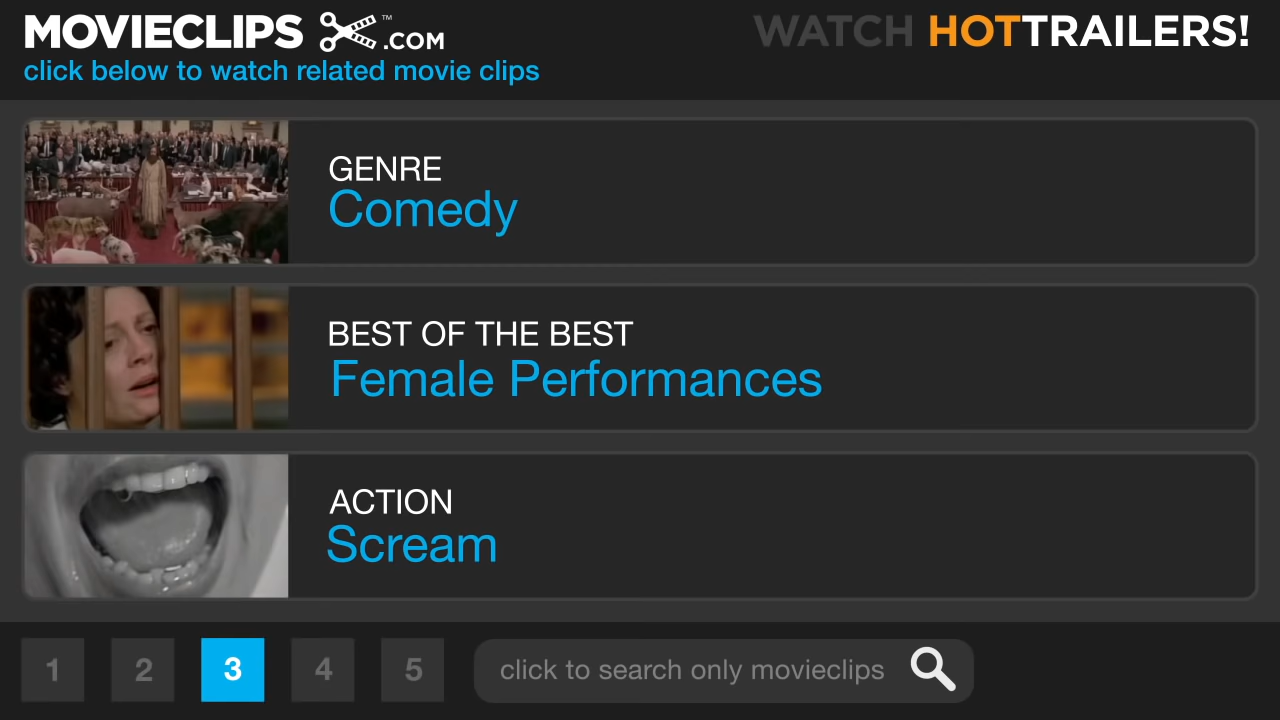 MOVIECLIPS ™ .COM
WATCH HOTTRAILERS!
click below to watch related movie clips
GENRE
Comedy
BEST OF THE BEST
Female Performances
ACTION
Scream
1 2 3 4 5 click to search only movieclips